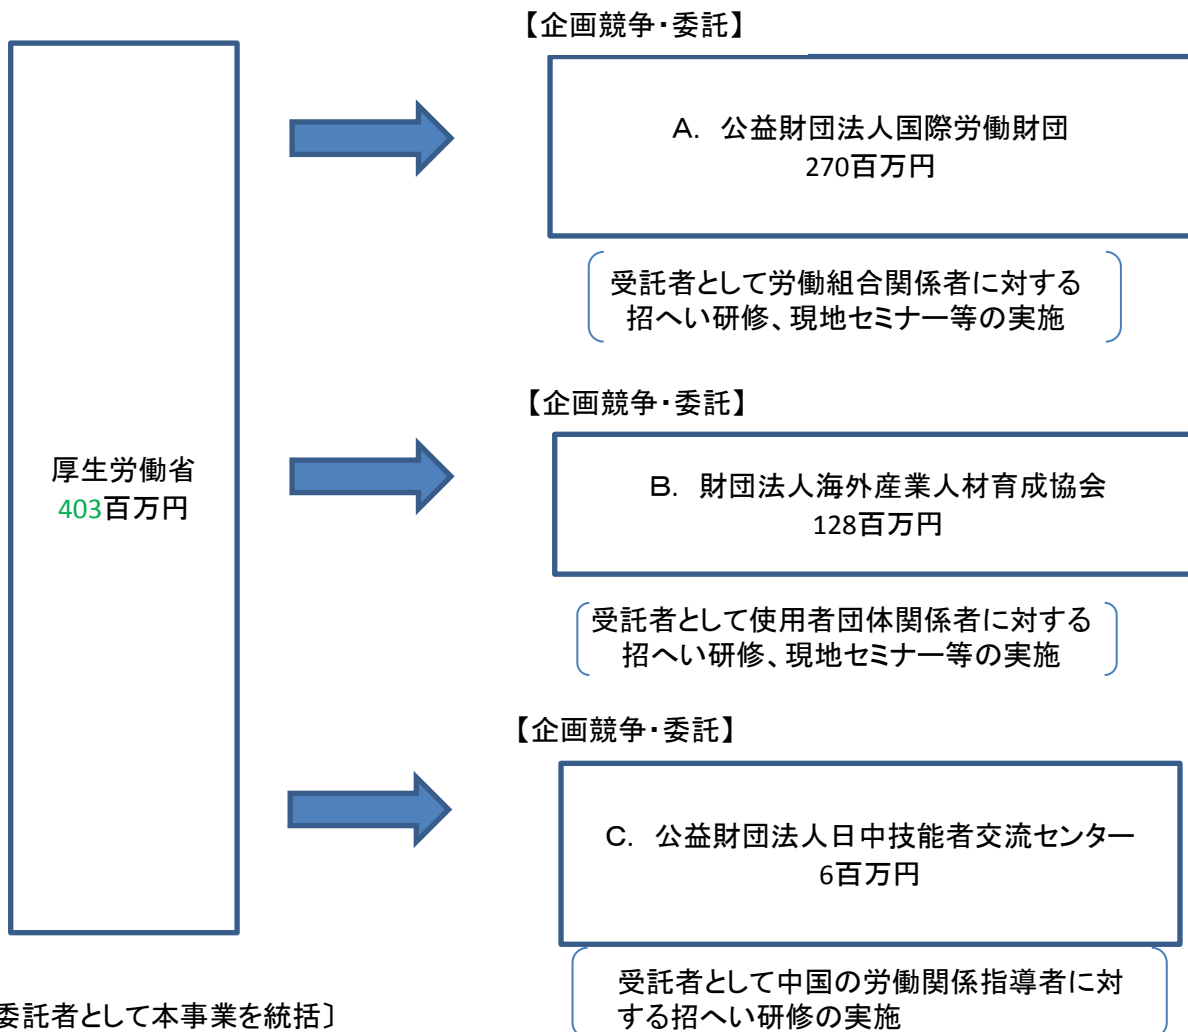 【企画競争・委託】
A. 公益財団法人国際労働財団
270百万円
受託者として労働組合関係者に対する
招へい研修、現地セミナー等の実施
【企画競争・委託】
厚生労働省
403百万円
B. 財団法人海外産業人材育成協会
128百万円
受託者として使用者団体関係者に対する
招へい研修、現地セミナー等の実施
【企画競争・委託】
C. 公益財団法人日中技能者交流センター
6百万円
受託者として中国の労働関係指導者に対
する招へい研修の実施
委託者として本事業を統括〕